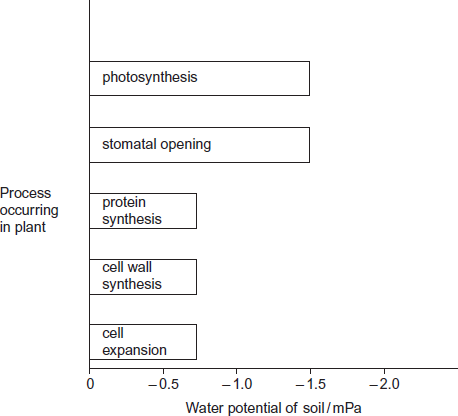 photosynthesis
stomatal opening
Process
occurring
in plant
protein
synthesis
cell wall
synthesis
cell
expansion
0 –0.5 –1.0 –1.5 –2.0
Water potential of soil / mPa